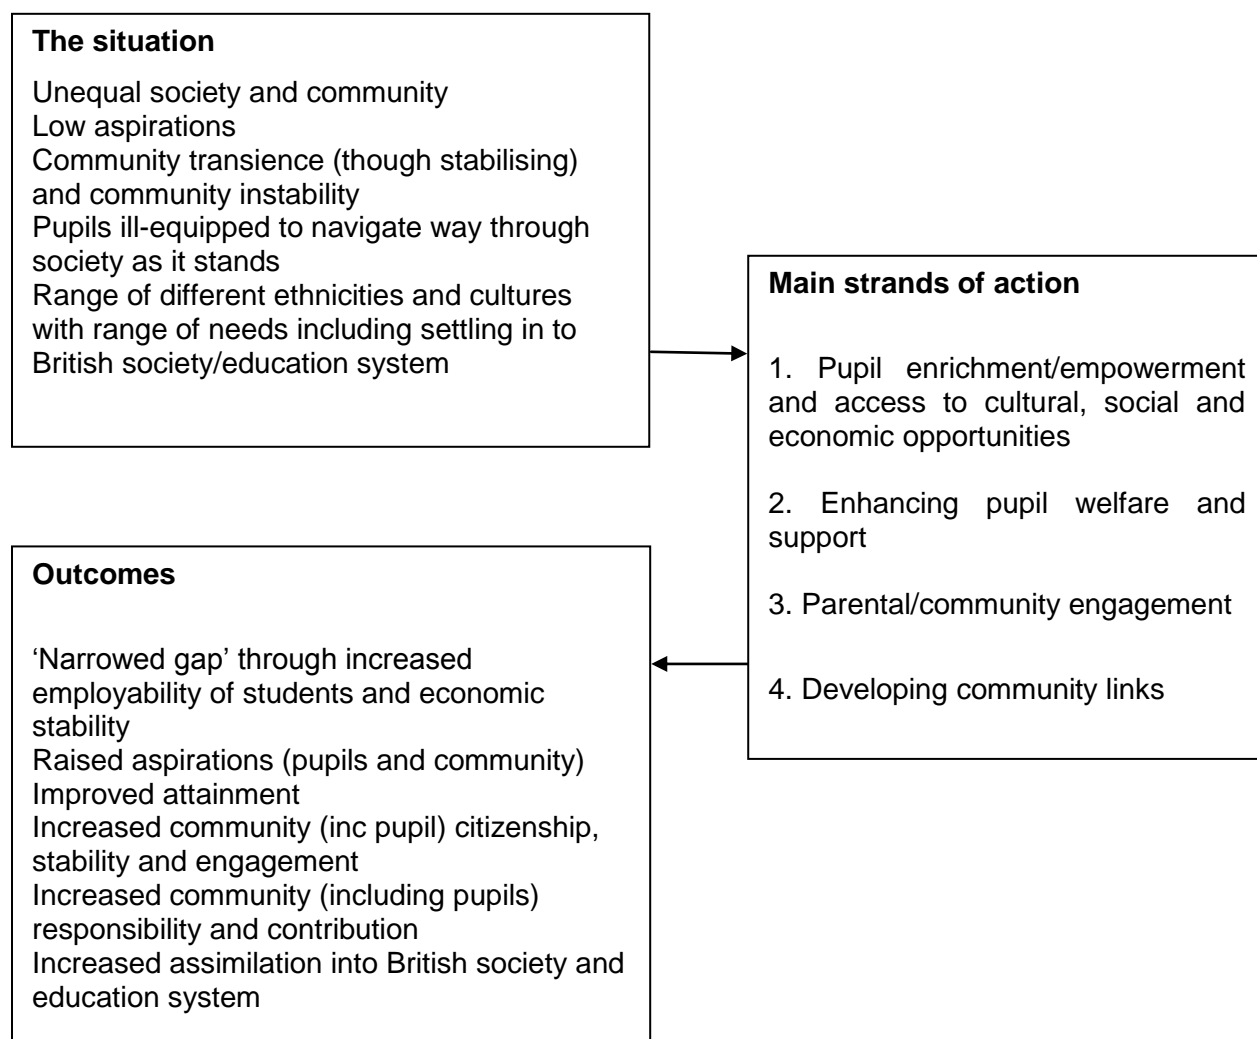 The situation
Unequal society and community
Low aspirations
Community transience (though stabilising)
and community instability
Pupils ill-equipped to navigate way through
society as it stands
Range of different ethnicities and cultures
with range of needs including settling in to
British society/education system
Main strands of action
1. Pupil enrichment/empowerment
and access to cultural, social and
economic opportunities
2. Enhancing pupil welfare and
support
3. Parental/community engagement
4. Developing community links
Outcomes
‘Narrowed gap’ through increased
employability of students and economic
stability
Raised aspirations (pupils and community)
Improved attainment
Increased community (inc pupil) citizenship,
stability and engagement
Increased community (including pupils)
responsibility and contribution
Increased assimilation into British society and
education system